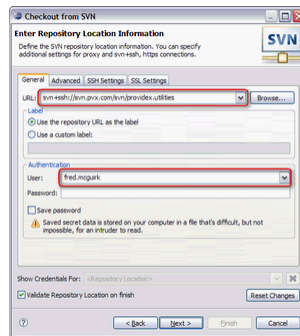 Checkout from SVN
Enter Repository Location Information
Define the SVN repository location information. You can specify
additional settings for proxy and svn+ssh, https connections.
SVN
General Advanced SSH Settings SSL Settings
URL: svn+ssh://svn.pvx.com/svn/providex.utilities Browse...
Label
Use the repository URL as the label
Use a custom label:
Authentication
User: fred.mcguirk
Password:
Save password
Saved secret data is stored on your computer in a file that's difficult, but not
impossible, for an intruder to read.
Show Credentials For: <Repository Location>
Validate Repository Location on finish Reset Changes
< Back Next > Finish Cancel